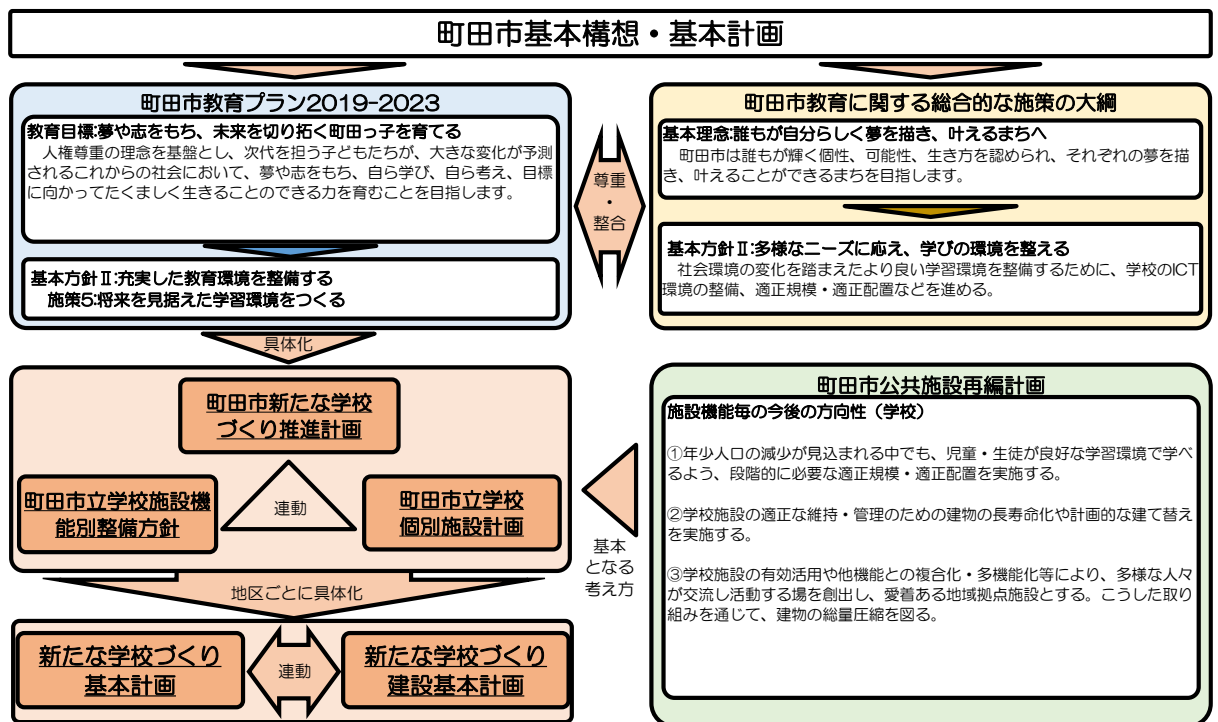 町田市基本構想・基本計画
町田市教育プラン2019-2023
教育目標:夢や志をもち、未来を切り拓く町田っ子を育てる
人権尊重の理念を基盤とし、次代を担う子どもたちが、大きな変化が予測
されるこれからの社会において、夢や志をもち、自ら学び、自ら考え、目標
に向かってたくましく生きることのできる力を育むことを目指します。
基本方針Ⅱ:充実した教育環境を整備する
施策5:将来を見据えた学習環境をつくる
尊重
・
整合
町田市教育に関する総合的な施策の大綱
基本理念:誰もが自分らしく夢を描き、叶えるまちへ
町田市は誰もが輝く個性、可能性、生き方を認められ、それぞれの夢を描
き、叶えることができるまちを目指します。
基本方針Ⅱ:多様なニーズに応え、学びの環境を整える
社会環境の変化を踏まえたより良い学習環境を整備するために、学校のICT
環境の整備、適正規模・適正配置などを進める。
具体化
町田市新たな学校
づくり推進計画
町田市立学校施設機
能別整備方針
連動
町田市立学校
個別施設計画
基本
となる
考え方
町田市公共施設再編計画
施設機能毎の今後の方向性（学校）
①年少人口の減少が見込まれる中でも、児童・生徒が良好な学習環境で学べ
るよう、段階的に必要な適正規模・適正配置を実施する。
②学校施設の適正な維持・管理のための建物の長寿命化や計画的な建て替え
を実施する。
③学校施設の有効活用や他機能との複合化・多機能化等により、多様な人々
が交流し活動する場を創出し、愛着ある地域拠点施設とする。こうした取り
組みを通じて、建物の総量圧縮を図る。
地区ごとに具体化
新たな学校づくり
基本計画
連動
新たな学校づくり
建設基本計画